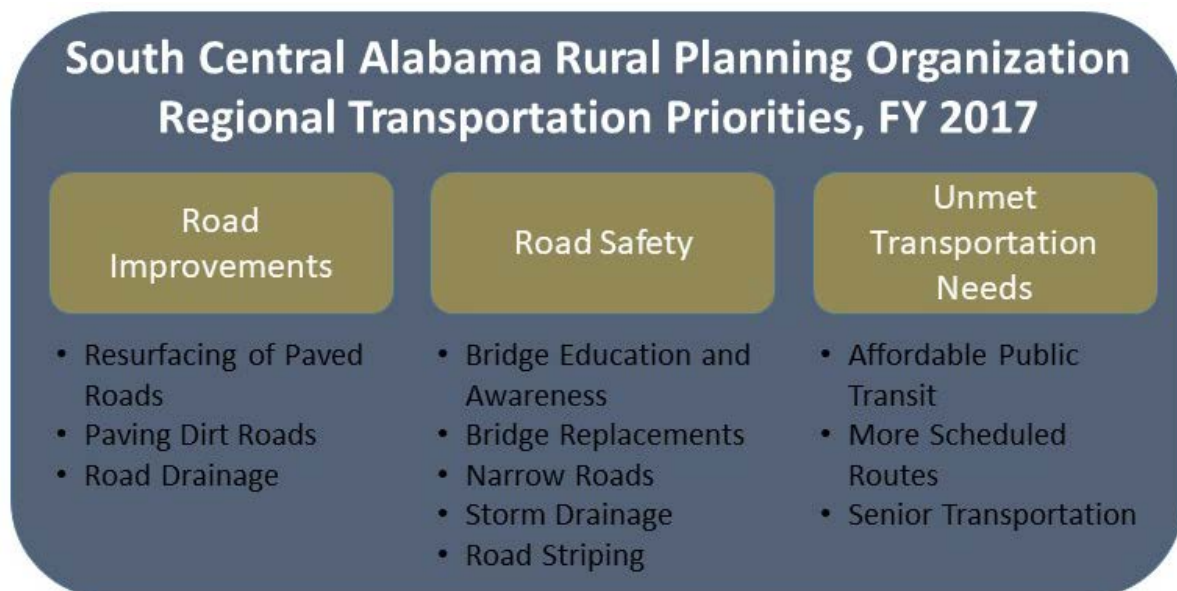 South Central Alabama Rural Planning Organization
Regional Transportation Priorities, FY 2017
Road
Improvements
• Resurfacing of Paved
Roads
• Paving Dirt Roads
• Road Drainage
Road Safety
• Bridge Education and
Awareness
• Bridge Replacements
• Narrow Roads
• Storm Drainage
• Road Striping
Unmet
Transportation
Needs
• Affordable Public
Transit
• More Scheduled
Routes
• Senior Transportation